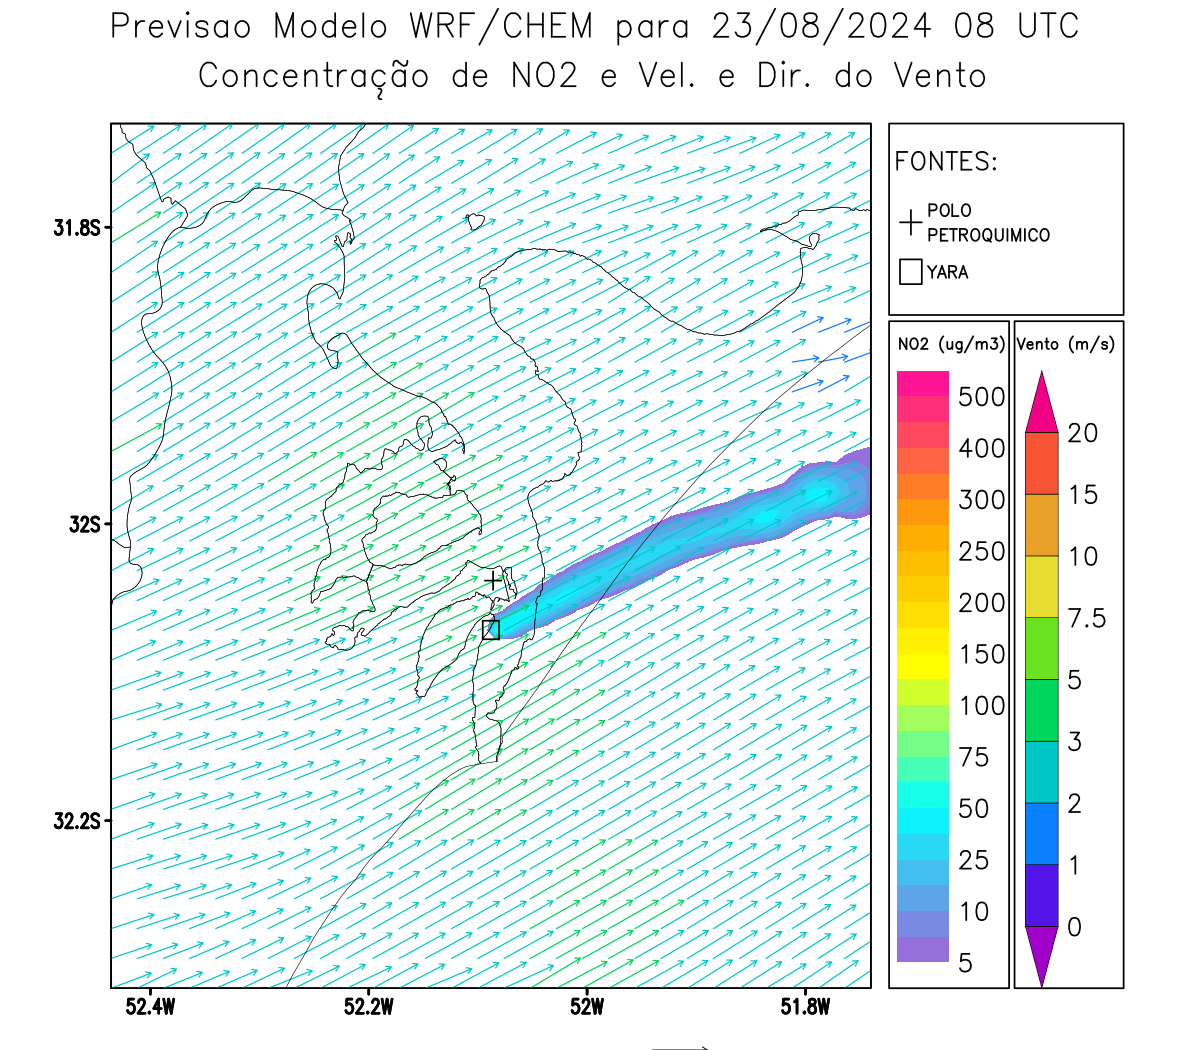 Previsao Modelo WRF/CHEM para 23/08/2024 08 UTC
Concentração de NO2 e Vel. e Dir. do Vento
FONTES:
POLO
PETROQUIMICO
YARA
31.8S
32S
32.2S
52.4W
52.2W
52W
51.8W
NO2 (ug/m3)
500
400
300
250
200
150
100
75
50
25
10
5
Vento (m/s)
20
15
10
7.5
5
3
2
1
0